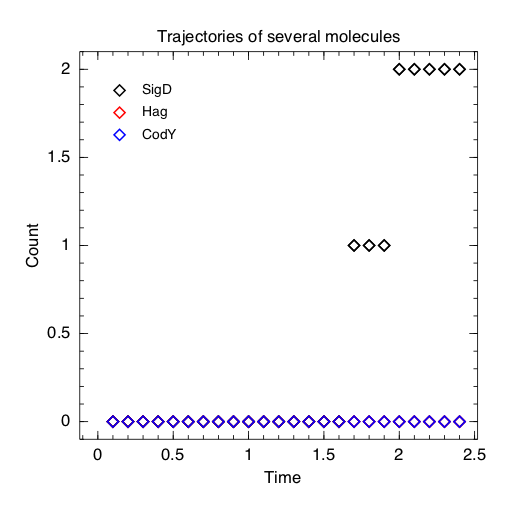 Trajectories of several molecules
2
SigD
Hag
CodY
1.5
1
Count
0.5
0
0 0.5 1 1.5 2 2.5
Time